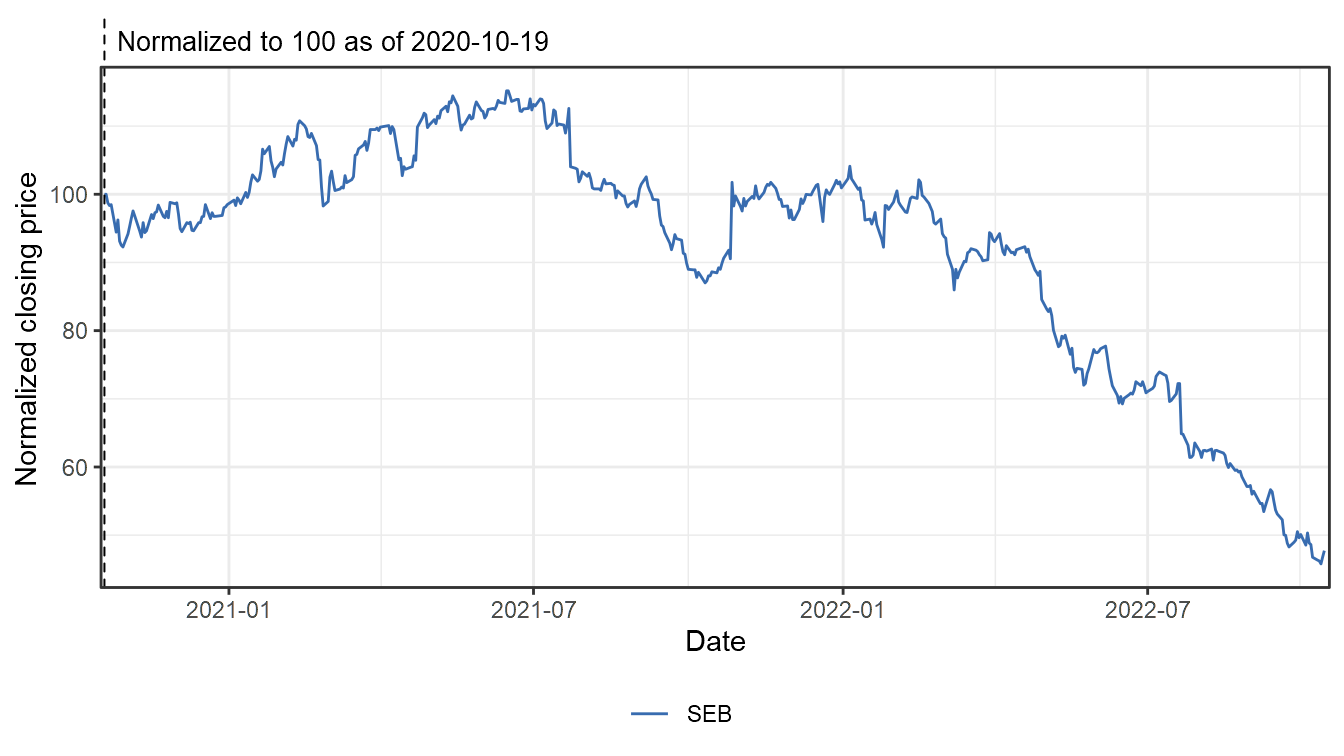 Normalized to 100 as of 2020-10-19
Normalized closing price
100
80
60
2021-01
2021-07
2022-01
2022-07
Date
SEB